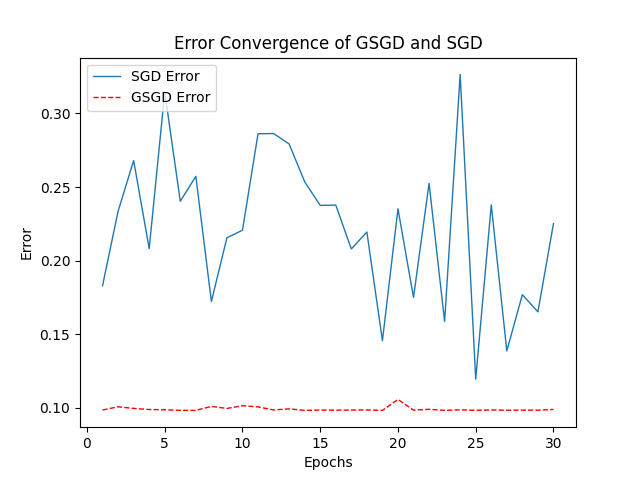 Error Convergence of GSGD and SGD
SGD Error
GSGD Error
0.30
0.25
0.20
0.15
0.10
Error
0 5 10 15 20 25 30
Epochs